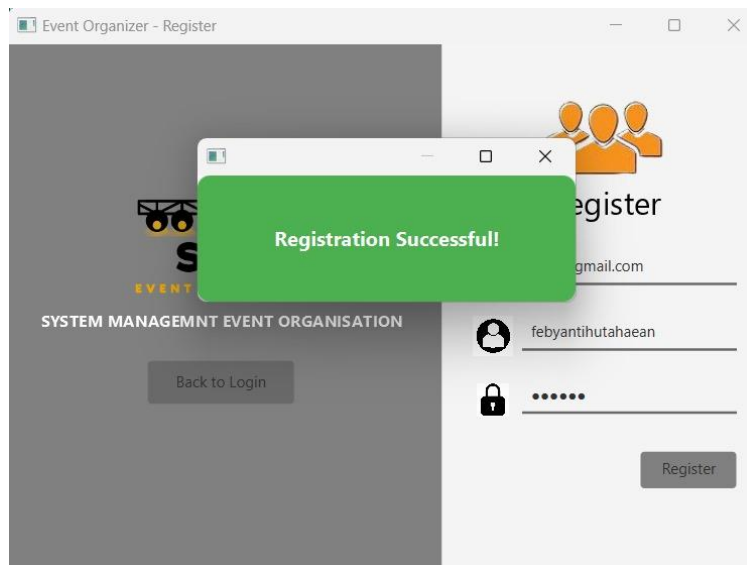 Event Organizer - Register
Registration Successful!
S
EVENT
SYSTEM MANAGEMNT EVENT ORGANISATION
Back to Login
egister
gmail.com
febyantihutahaean
••••••
Register